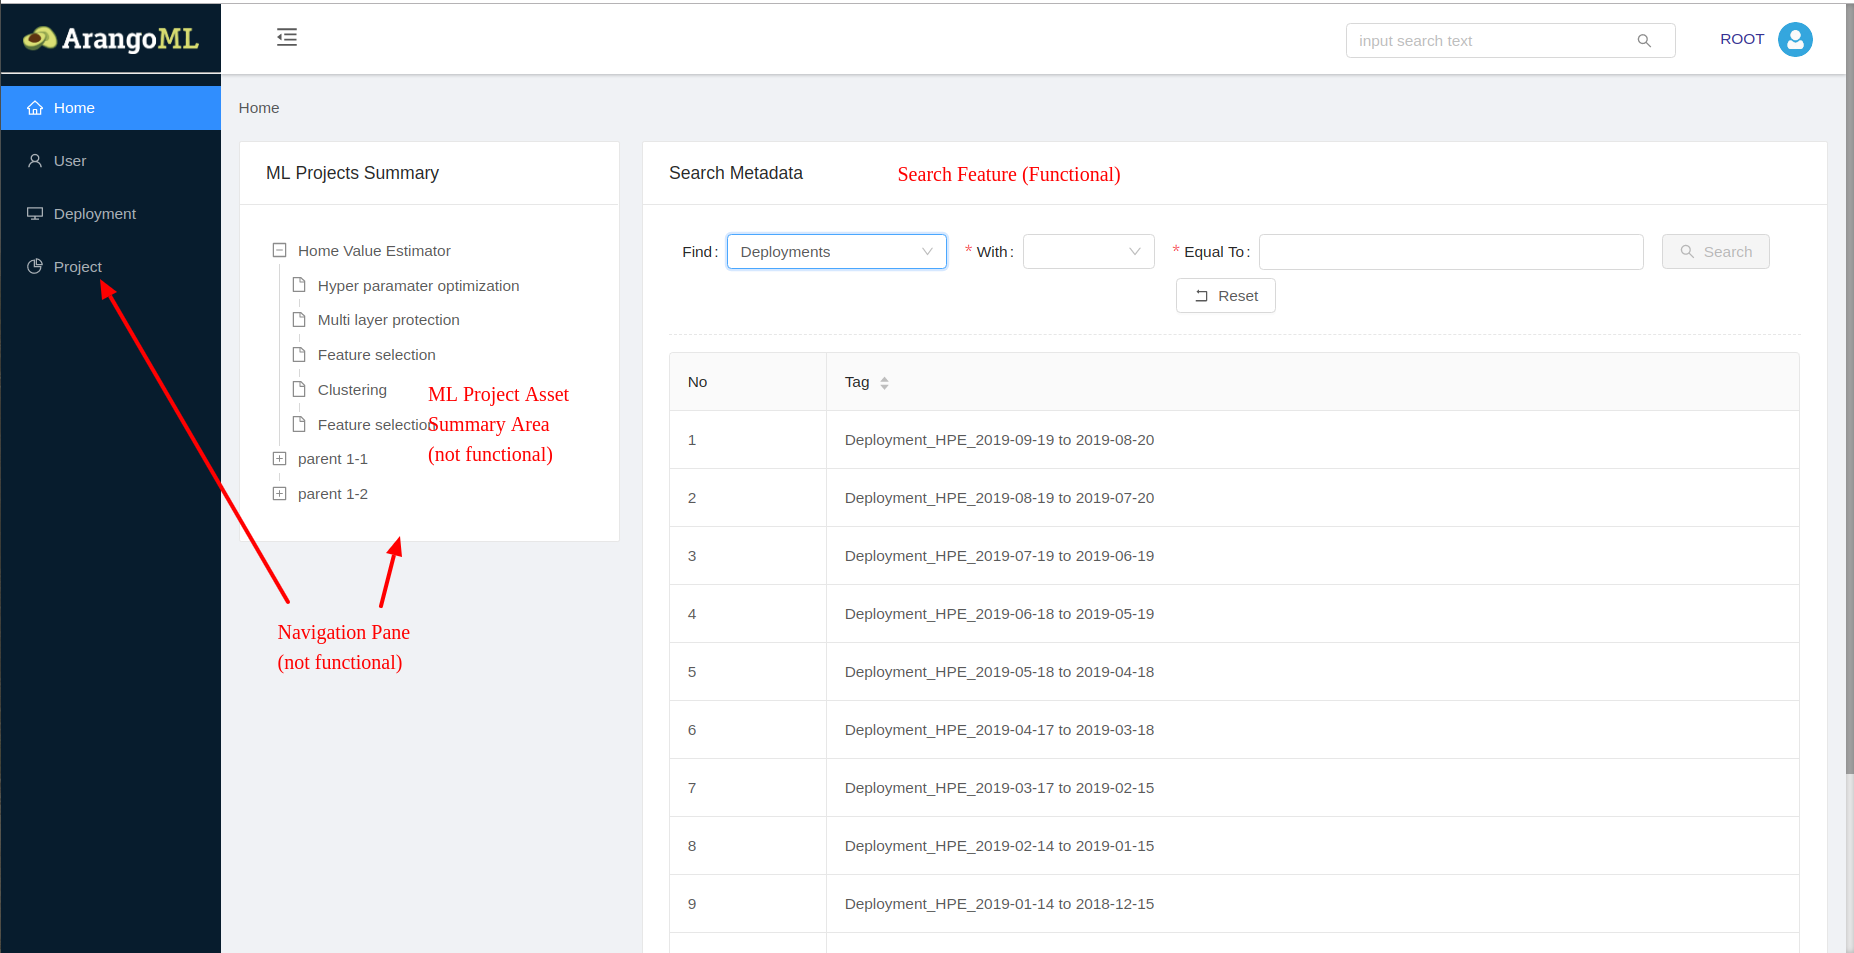 ArangoML
input search text
ROOT
Home
User
Deployment
Project
Home
ML Projects Summary
Home Value Estimator
Hyper paramater optimization
Multi layer protection
Feature selection
Clustering
Feature selection
parent 1-1
parent 1-2
ML Project Asset
Summary Area
(not functional)
Navigation Pane
(not functional)
Search Metadata
Search Feature (Functional)
Find: Deployments * With: * Equal To: Search
Reset
No Tag
1 Deployment_HPE_2019-09-19 to 2019-08-20
2 Deployment_HPE_2019-08-19 to 2019-07-20
3 Deployment_HPE_2019-07-19 to 2019-06-19
4 Deployment_HPE_2019-06-18 to 2019-05-19
5 Deployment_HPE_2019-05-18 to 2019-04-18
6 Deployment_HPE_2019-04-17 to 2019-03-18
7 Deployment_HPE_2019-03-17 to 2019-02-15
8 Deployment_HPE_2019-02-14 to 2019-01-15
9 Deployment_HPE_2019-01-14 to 2018-12-15